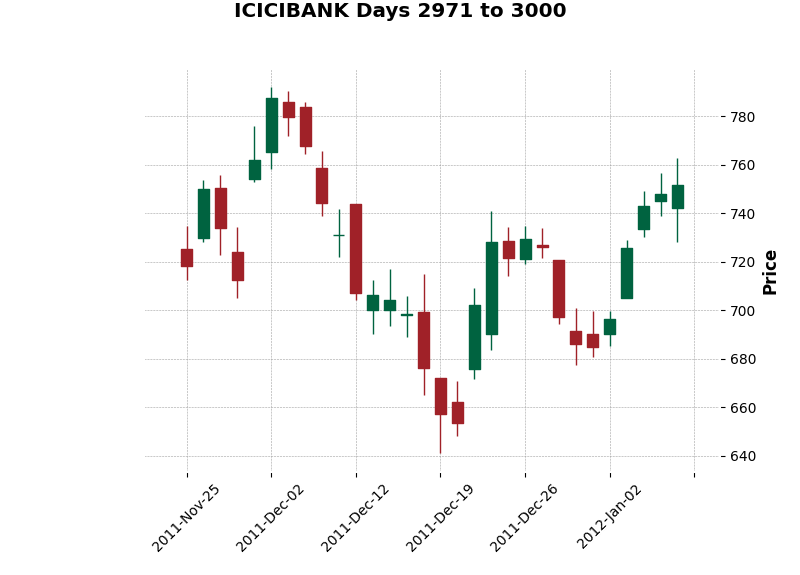 ICICIBANK Days 2971 to 3000
780
760
740
720
700
680
660
640
Price
2011-Nov-25
2011-Dec-02
2011-Dec-12
2011-Dec-19
2011-Dec-26
2012-Jan-02